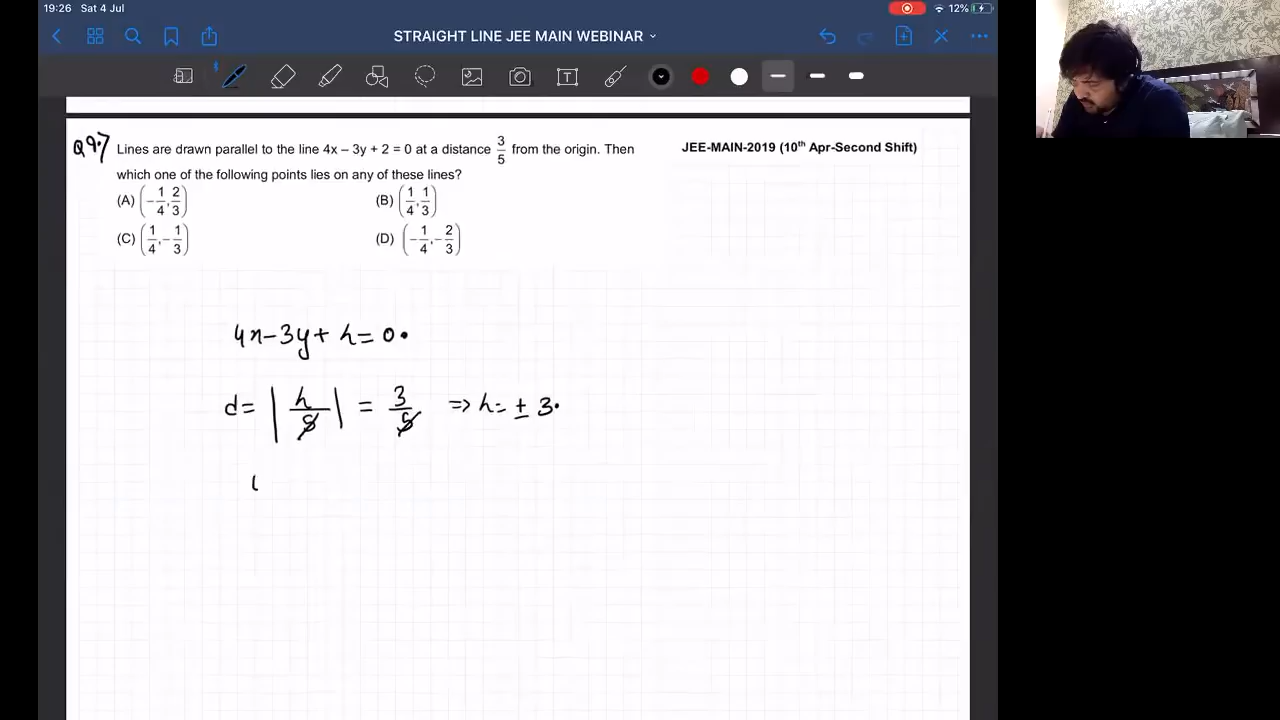 19:26 Sat 4 Jul
12%
STRAIGHT LINE JEE MAIN WEBINAR
T
Q9.7 Lines are drawn parallel to the line 4x – 3y + 2 = 0 at a distance 3/5 from the origin. Then
JEE-MAIN-2019 (10th Apr-Second Shift)
which one of the following points lies on any of these lines?
(A) (-1/4, 2/3)
(B) (1/4, 1/3)
(C) (1/4, -1/3)
(D) (-1/4, -2/3)
4x-3y+h=0.
d= |h/5| = 3/5 => h= ± 3.